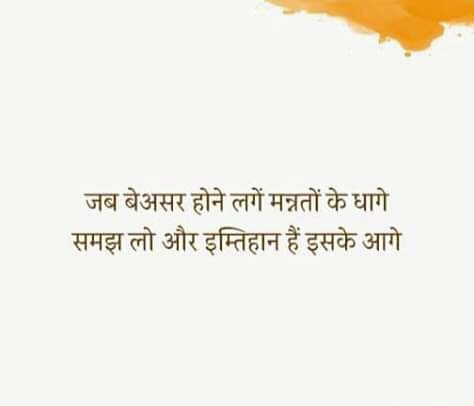 जब बेअसर होने लगें मन्नतों के धागे
समझ लो और इम्तिहान हैं इसके आगे